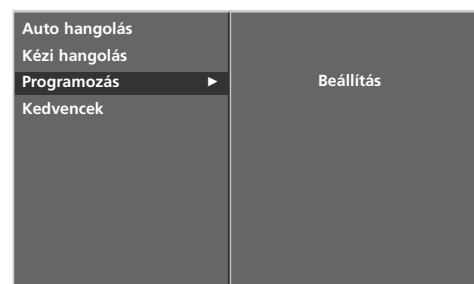 Auto hangolás
Kézi hangolás
Programozás ►
Beállítás
Kedvencek